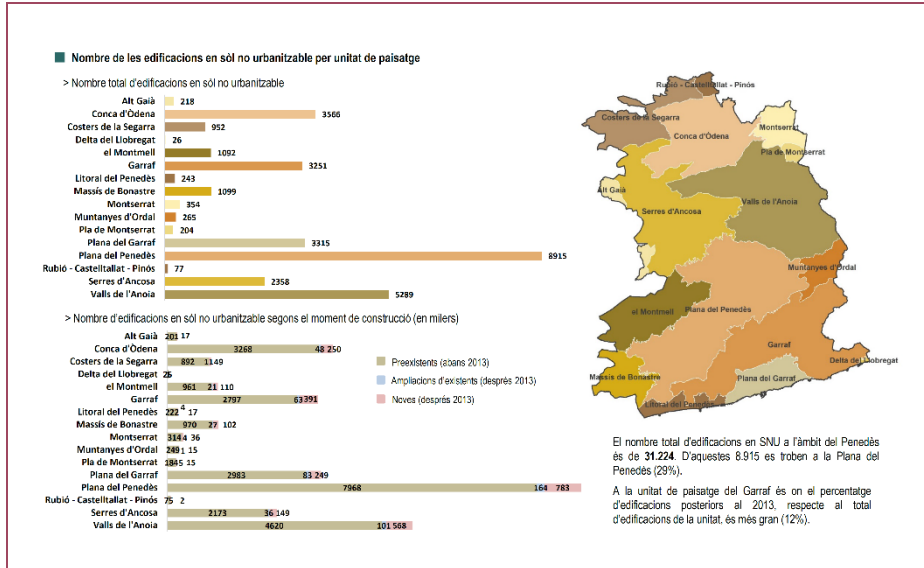 Nombre de les edificacions en sòl no urbanitzable per unitat de paisatge
> Nombre total d'edificacions en sòl no urbanitzable
Alt Gaià 218
Conca d'Òdena 3566
Costers de la Segarra 952
Delta del Llobregat 26
el Montmell 1092
Garraf 3251
Litoral del Penedès 243
Massís de Bonastre 1099
Montserrat 354
Muntanyes d'Ordal 265
Pla de Montserrat 204
Plana del Garraf 3315
Plana del Penedès 8915
Rubió - Castelltallat - Pinós 77
Serres d'Ancosa 2358
Valls de l'Anoia 5289
> Nombre d'edificacions en sòl no urbanitzable segons el moment de construcció (en milers)
Alt Gaià 201 17
Conca d'Òdena 3268 48 250
Costers de la Segarra 892 11 49
Delta del Llobregat
el Montmell 961 21 110
Garraf 2797 63 391
Litoral del Penedès 222 4 17
Massís de Bonastre 970 27 102
Montserrat 314 4 36
Muntanyes d'Ordal 249 1 15
Pla de Montserrat 184 5 15
Plana del Garraf 2983 83 249
Plana del Penedès 7968 164 783
Rubió - Castelltallat - Pinós 75 2
Serres d'Ancosa 2173 36 149
Valls de l'Anoia 4620 101 568
Preexistents (abans 2013)
Ampliacions d'existents (després 2013)
Noves (després 2013)
Rubió - Castelltallat - Pinós
Costers de la Segarra
Conca d'Òdena
Montserrat
Pla de Montserrat
Alt Gaià
Serres d'Ancosa
Valls de l'Anoia
Muntanyes d'Ordal
el Montmell
Plana del Penedès
Garraf
Delta del Llobregat
Massís de Bonastre
Plana del Garraf
Litoral del Penedès
El nombre total d'edificacions en SNU a l'àmbit del Penedès
és de 31.224. D'aquestes 8.915 es troben a la Plana del
Penedès (29%).
A la unitat de paisatge del Garraf és on el percentatge
d'edificacions posteriors al 2013, respecte al total
d'edificacions de la unitat, és més gran (12%).